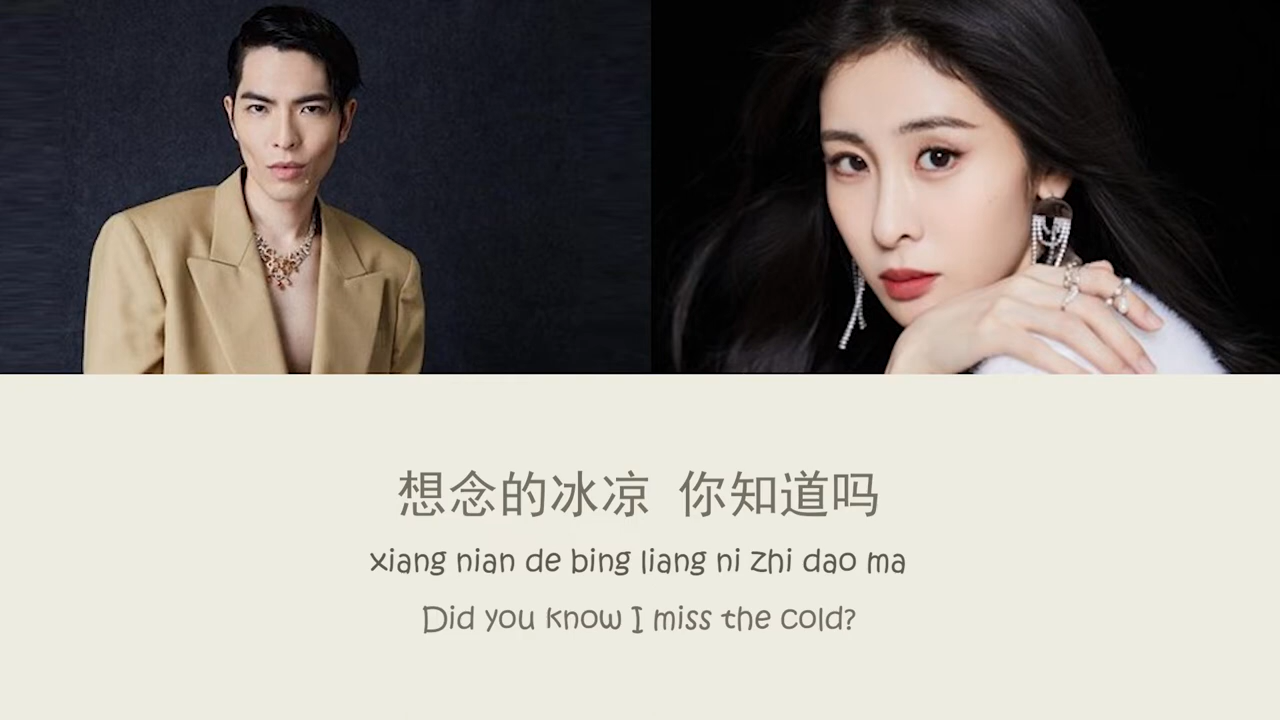 想念的冰凉 你知道吗
xiang nian de bing liang ni zhi dao ma
Did you know I miss the cold?